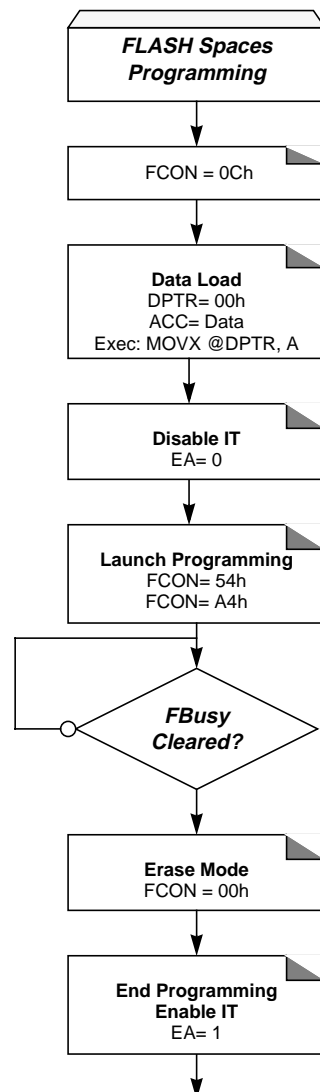 FLASH Spaces
Programming
FCON = 0Ch
Data Load
DPTR= 00h
ACC= Data
Exec: MOVX @DPTR, A
Disable IT
EA= 0
Launch Programming
FCON= 54h
FCON= A4h
FBusy
Cleared?
Erase Mode
FCON = 00h
End Programming
Enable IT
EA= 1